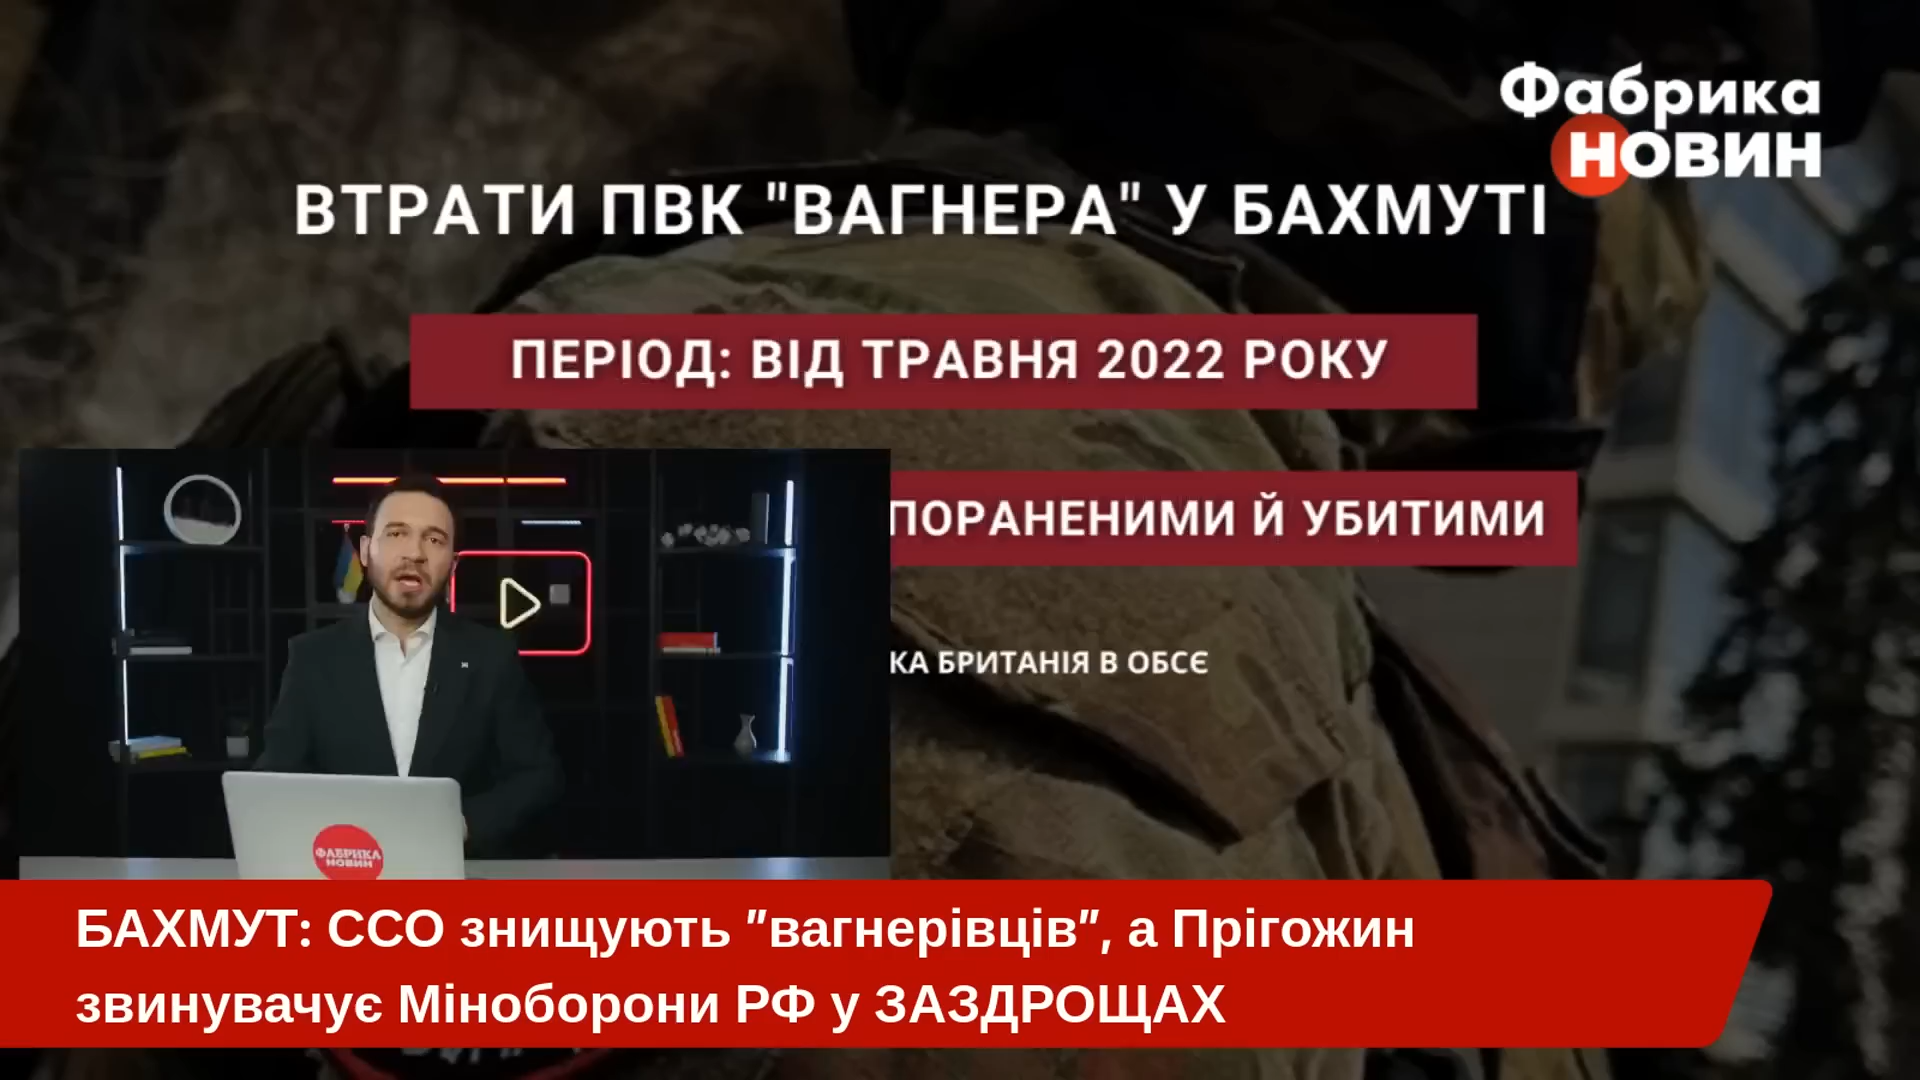 Фабрика
НОВИН
ВТРАТИ ПВК "ВАГНЕРА" У БАХМУТІ
ПЕРІОД: ВІД ТРАВНЯ 2022 РОКУ
ПОРАНЕНИМИ Й УБИТИМИ
БРИТАНІЯ В ОБСЄ
ФАБРИКА
НОВИН
БАХМУТ: ССО знищують "вагнерівців", а Прігожин
звинувачує Міноборони РФ у ЗАЗДРОЩАХ